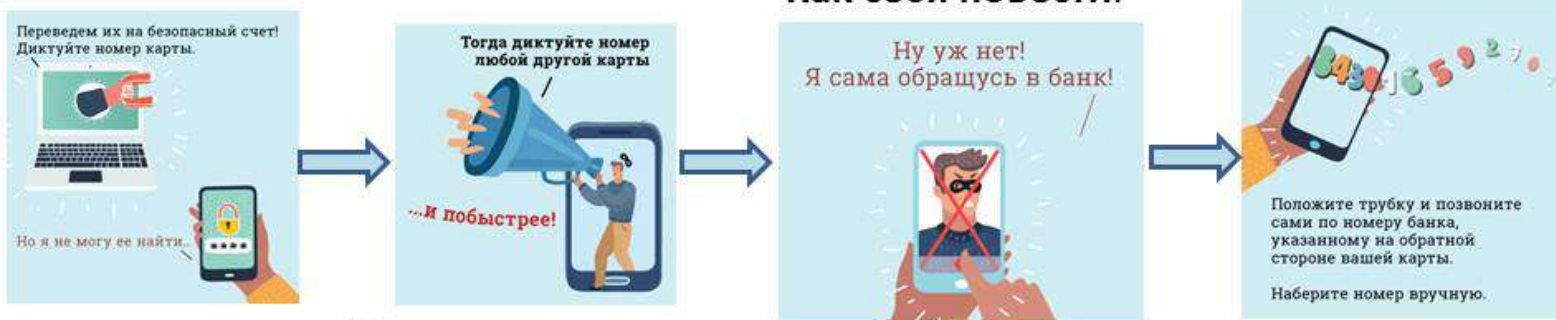 Переведем их на безопасный счет!
Диктуйте номер карты.
Но я не могу ее найти..
Тогда диктуйте номер
любой другой карты
...и побыстрее!
Ну уж нет!
Я сама обращусь в банк!
3436 1659276
Положите трубку и позвоните
сами по номеру банка,
указанному на обратной
стороне вашей карты.
Наберите номер вручную.